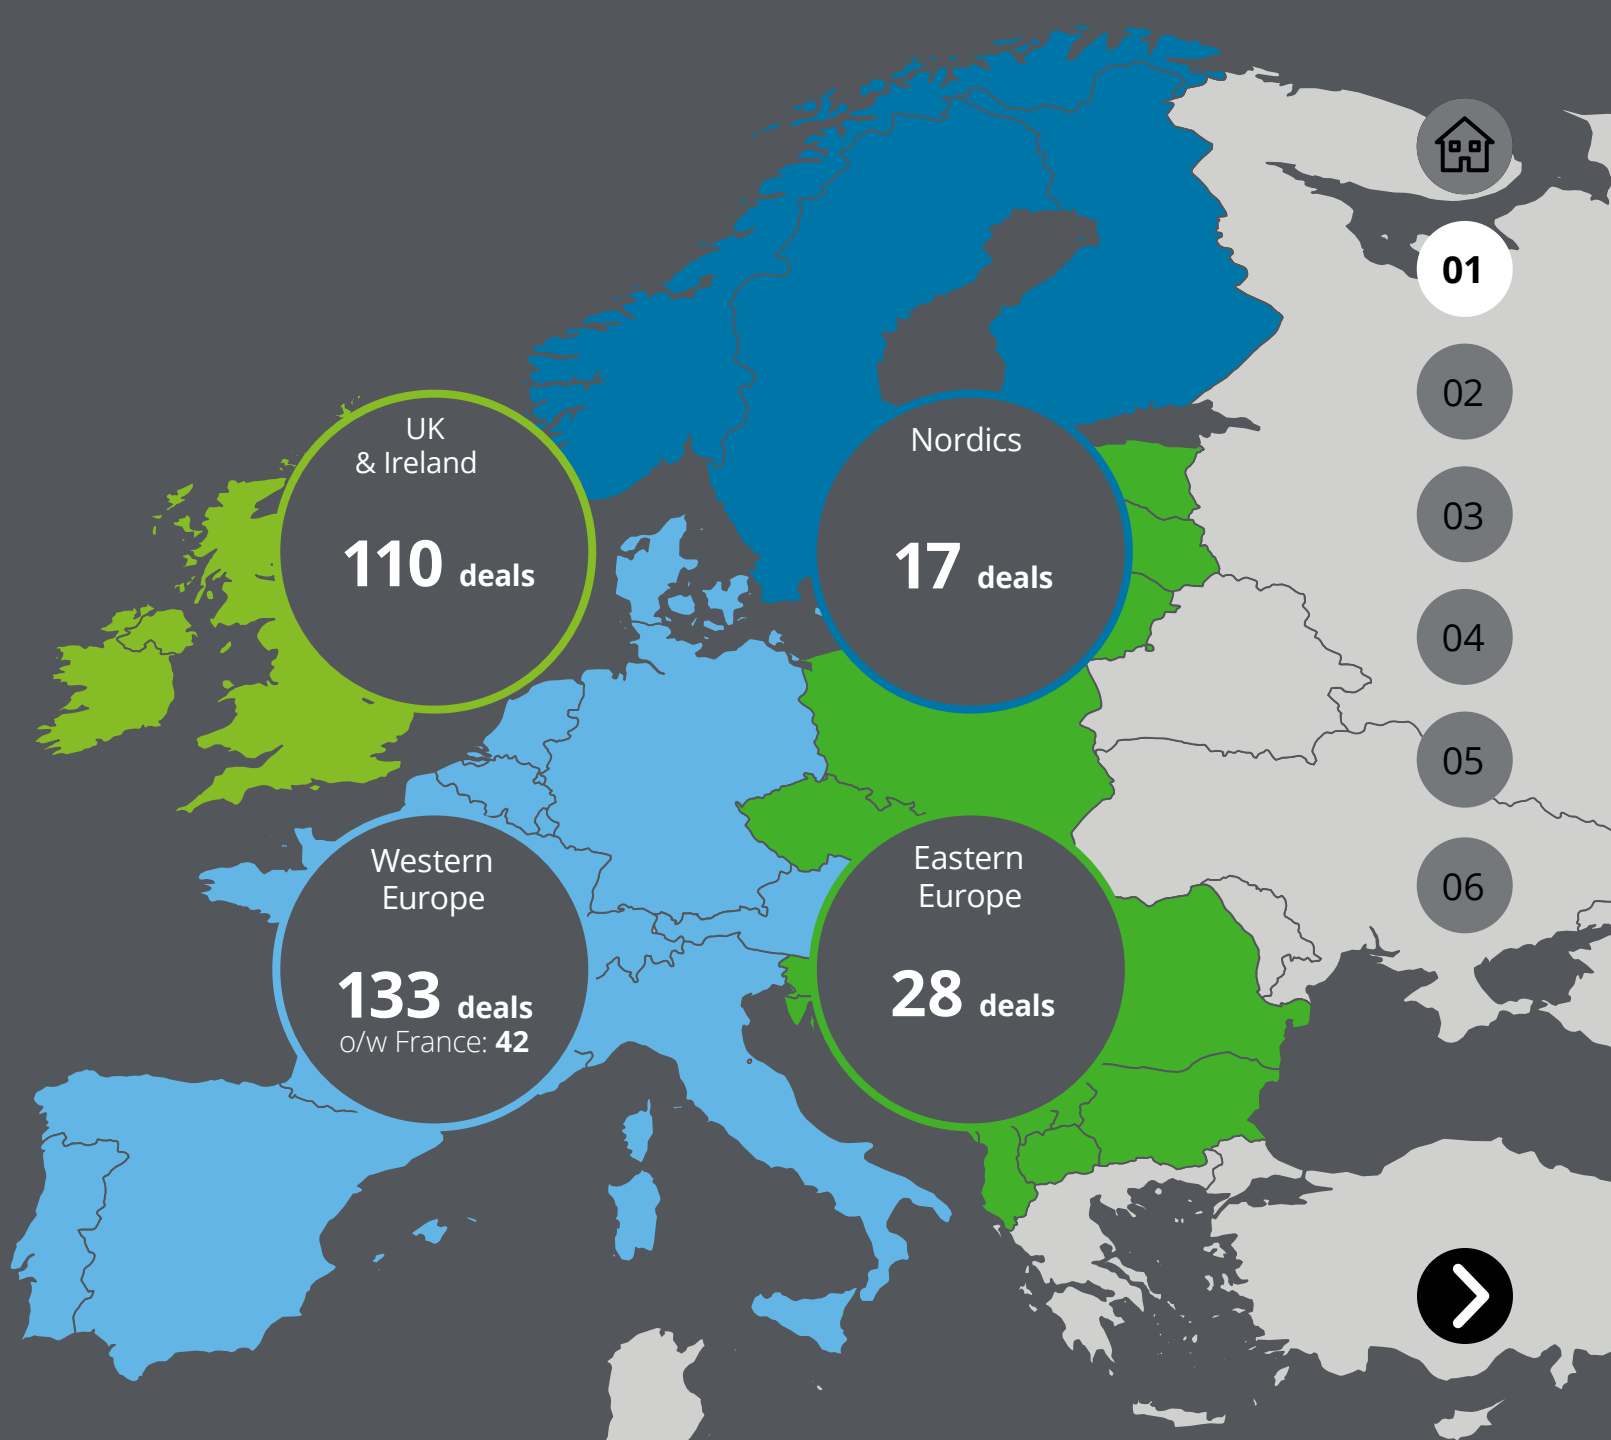 UK
& Ireland
110 deals
Nordics
17 deals
Western
Europe
133 deals
o/w France: 42
Eastern
Europe
28 deals
01
02
03
04
05
06